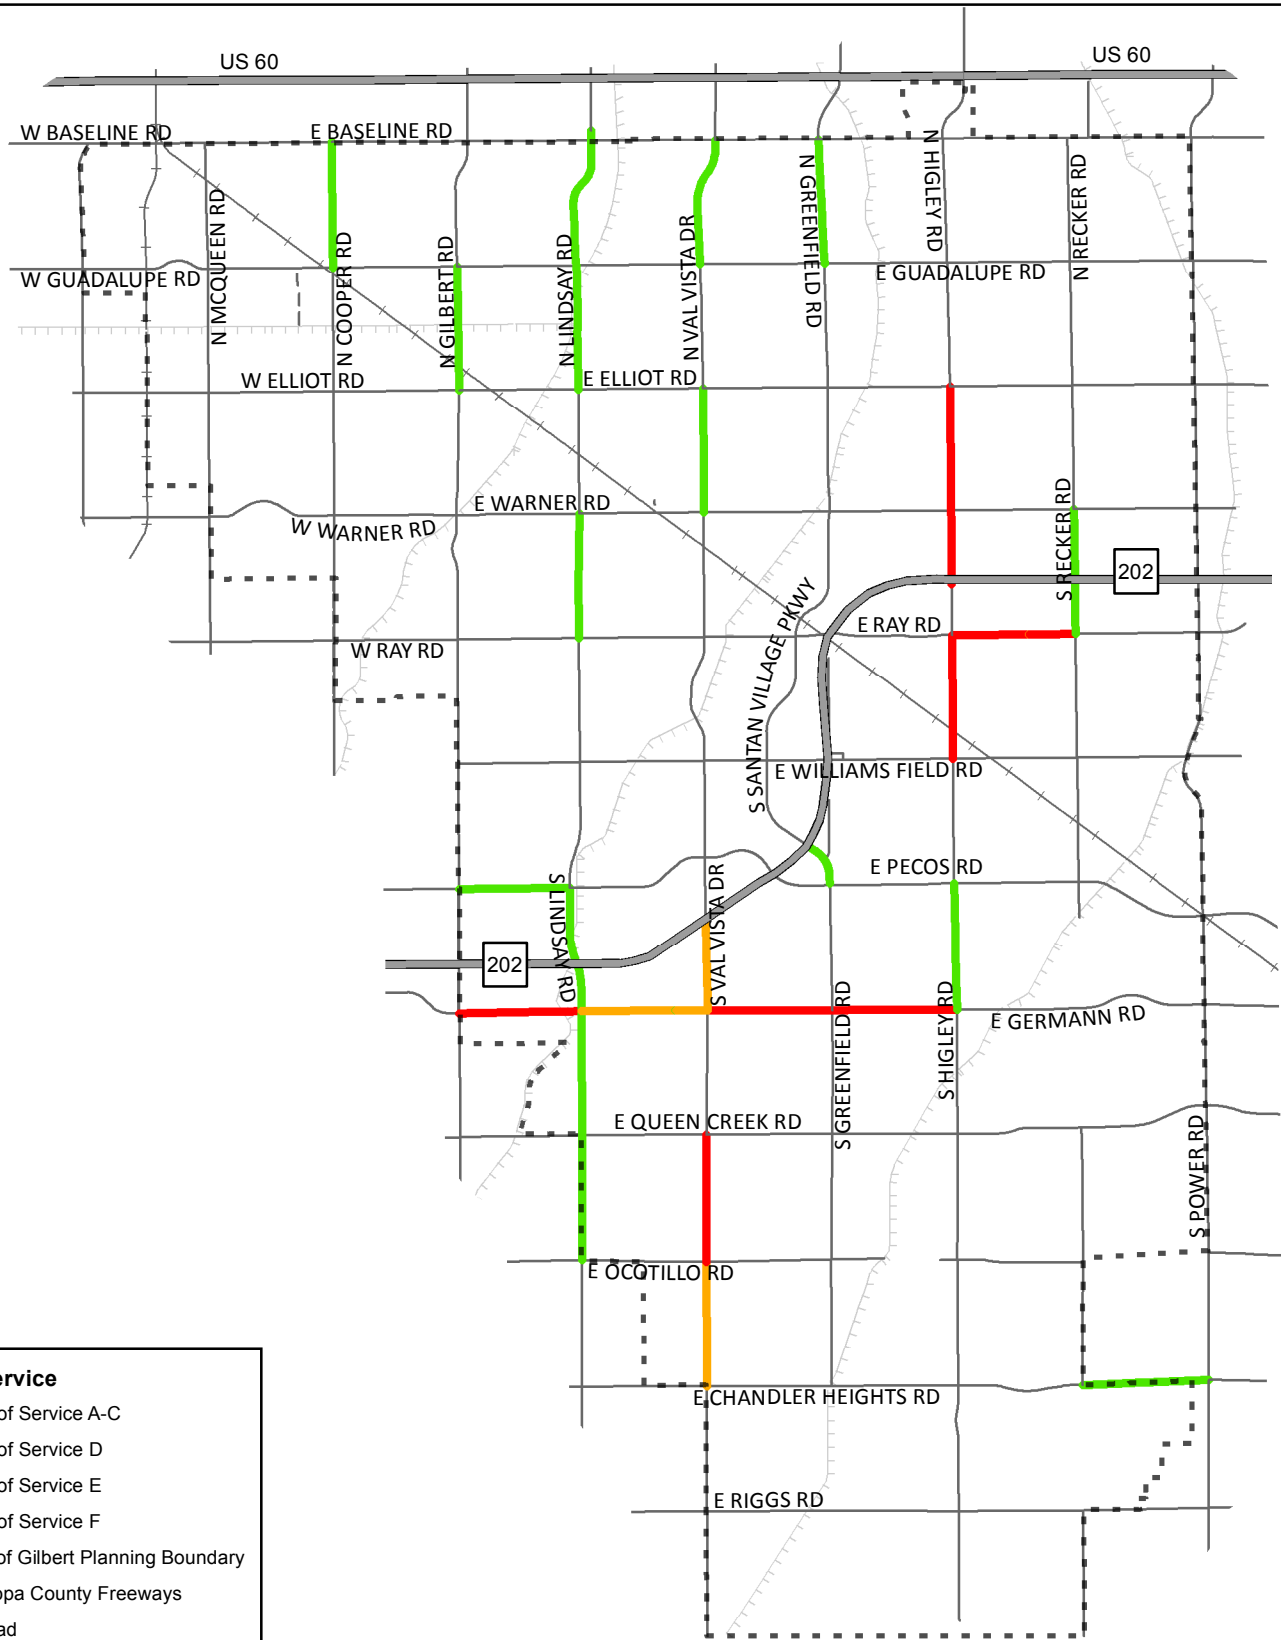 US 60
US 60
W BASELINE RD
E BASELINE RD
N MCQUEEN RD
N COOPER RD
N GILBERT RD
N LINDSAY RD
N VAL VISTA DR
N GREENFIELD RD
N HIGLEY RD
N RECKER RD
W GUADALUPE RD
E GUADALUPE RD
W ELLIOT RD
E ELLIOT RD
E WARNER RD
W WARNER RD
S RECKER RD
202
S SANTAN VILLAGE PKWY
E RAY RD
W RAY RD
E WILLIAMS FIELD RD
E PECOS RD
S LINDSAY RD
S VAL VISTA DR
202
S GREENFIELD RD
S HIGLEY RD
E GERMANN RD
E QUEEN CREEK RD
S POWER RD
E OCOTILLO RD
E CHANDLER HEIGHTS RD
E RIGGS RD
of Service A-C
of Service D
of Service E
of Service F
of Gilbert Planning Boundary
County Freeways